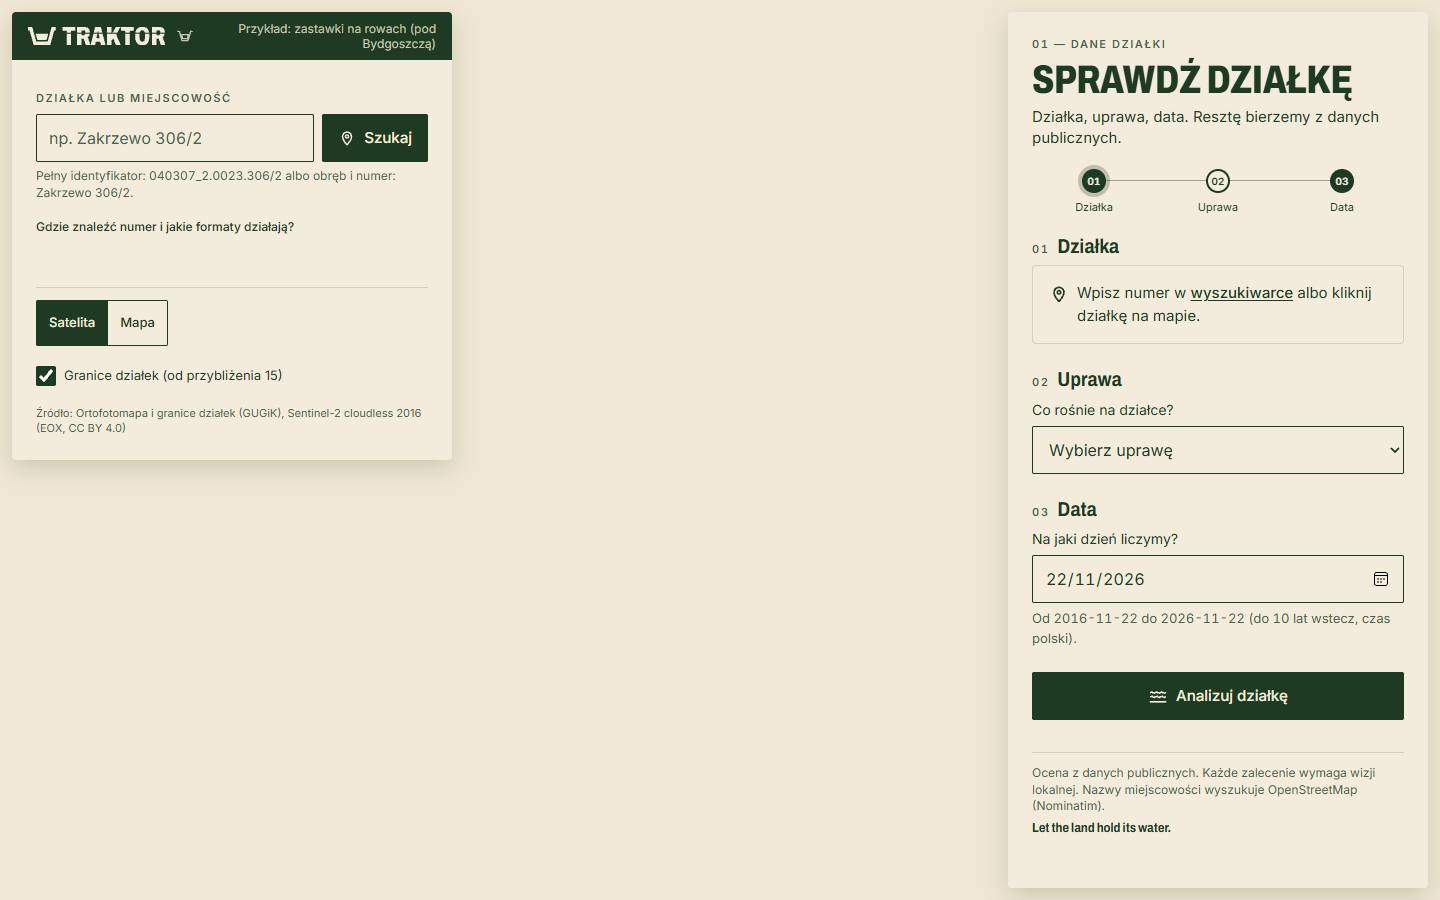 TRAKTOR
Przykład: zastawki na rowach (pod
Bydgoszczą)
DZIAŁKA LUB MIEJSCOWOŚĆ
np. Zakrzewo 306/2
Szukaj
Pełny identyfikator: 040307_2.0023.306/2 albo obręb i numer:
Zakrzewo 306/2.
Gdzie znaleźć numer i jakie formaty działają?
Satelita
Mapa
Granice działek (od przybliżenia 15)
Źródło: Ortofotomapa i granice działek (GUGiK), Sentinel-2 cloudless 2016
(EOX, CC BY 4.0)
01 — DANE DZIAŁKI
SPRAWDŹ DZIAŁKĘ
Działka, uprawa, data. Resztę bierzemy z danych
publicznych.
01
02
03
Działka
Uprawa
Data
01 Działka
Wpisz numer w wyszukiwarce albo kliknij
działkę na mapie.
02 Uprawa
Co rośnie na działce?
Wybierz uprawę
03 Data
Na jaki dzień liczymy?
22/11/2026
Od 2016-11-22 do 2026-11-22 (do 10 lat wstecz, czas
polski).
Analizuj działkę
Ocena z danych publicznych. Każde zalecenie wymaga wizji
lokalnej. Nazwy miejscowości wyszukuje OpenStreetMap
(Nominatim).
Let the land hold its water.